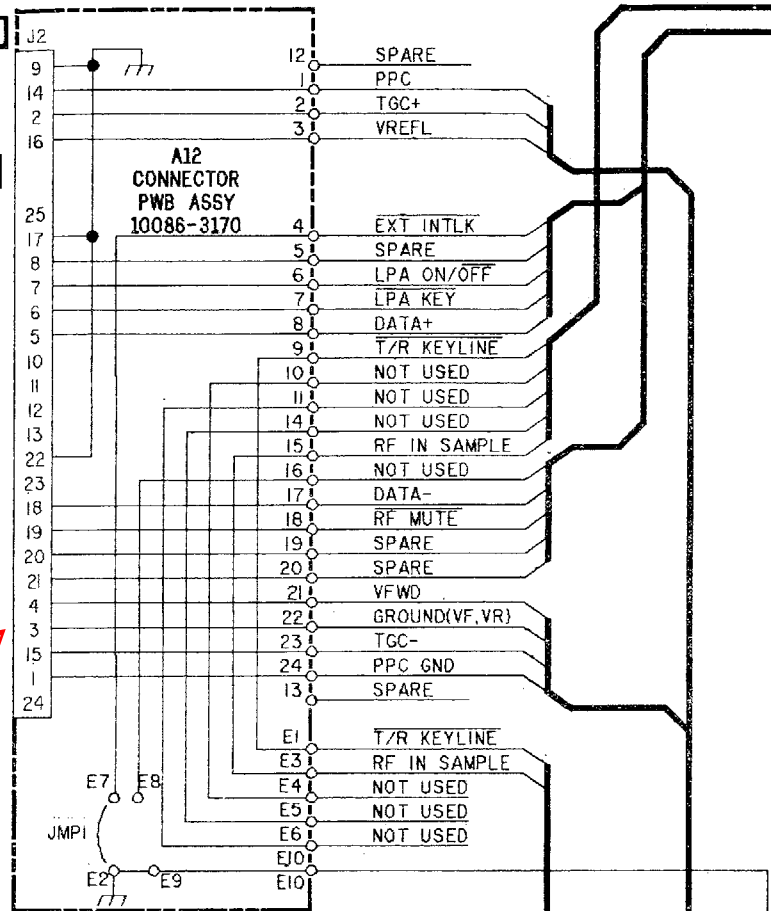 J2
12 SPARE
9
1 PPC
14
2 TGC+
2
3 VREFL
16
A12
CONNECTOR
PWB ASSY
10086-3170
25
4 EXT INTLK
17
5 SPARE
8
6 LPA ON/OFF
7
7 LPA KEY
6
8 DATA+
5
9 T/R KEYLINE
10
10 NOT USED
11
11 NOT USED
12
14 NOT USED
13
15 RF IN SAMPLE
22
16 NOT USED
23
17 DATA-
18
18 RF MUTE
19
19 SPARE
20
20 SPARE
21
21 VFWD
4
22 GROUND(VF,VR)
3
23 TGC-
15
24 PPC GND
1
13 SPARE
24
E1 T/R KEYLINE
E3 RF IN SAMPLE
E7 E8
E4 NOT USED
E5 NOT USED
JMP1
E6 NOT USED
E10
E2 E9
E10